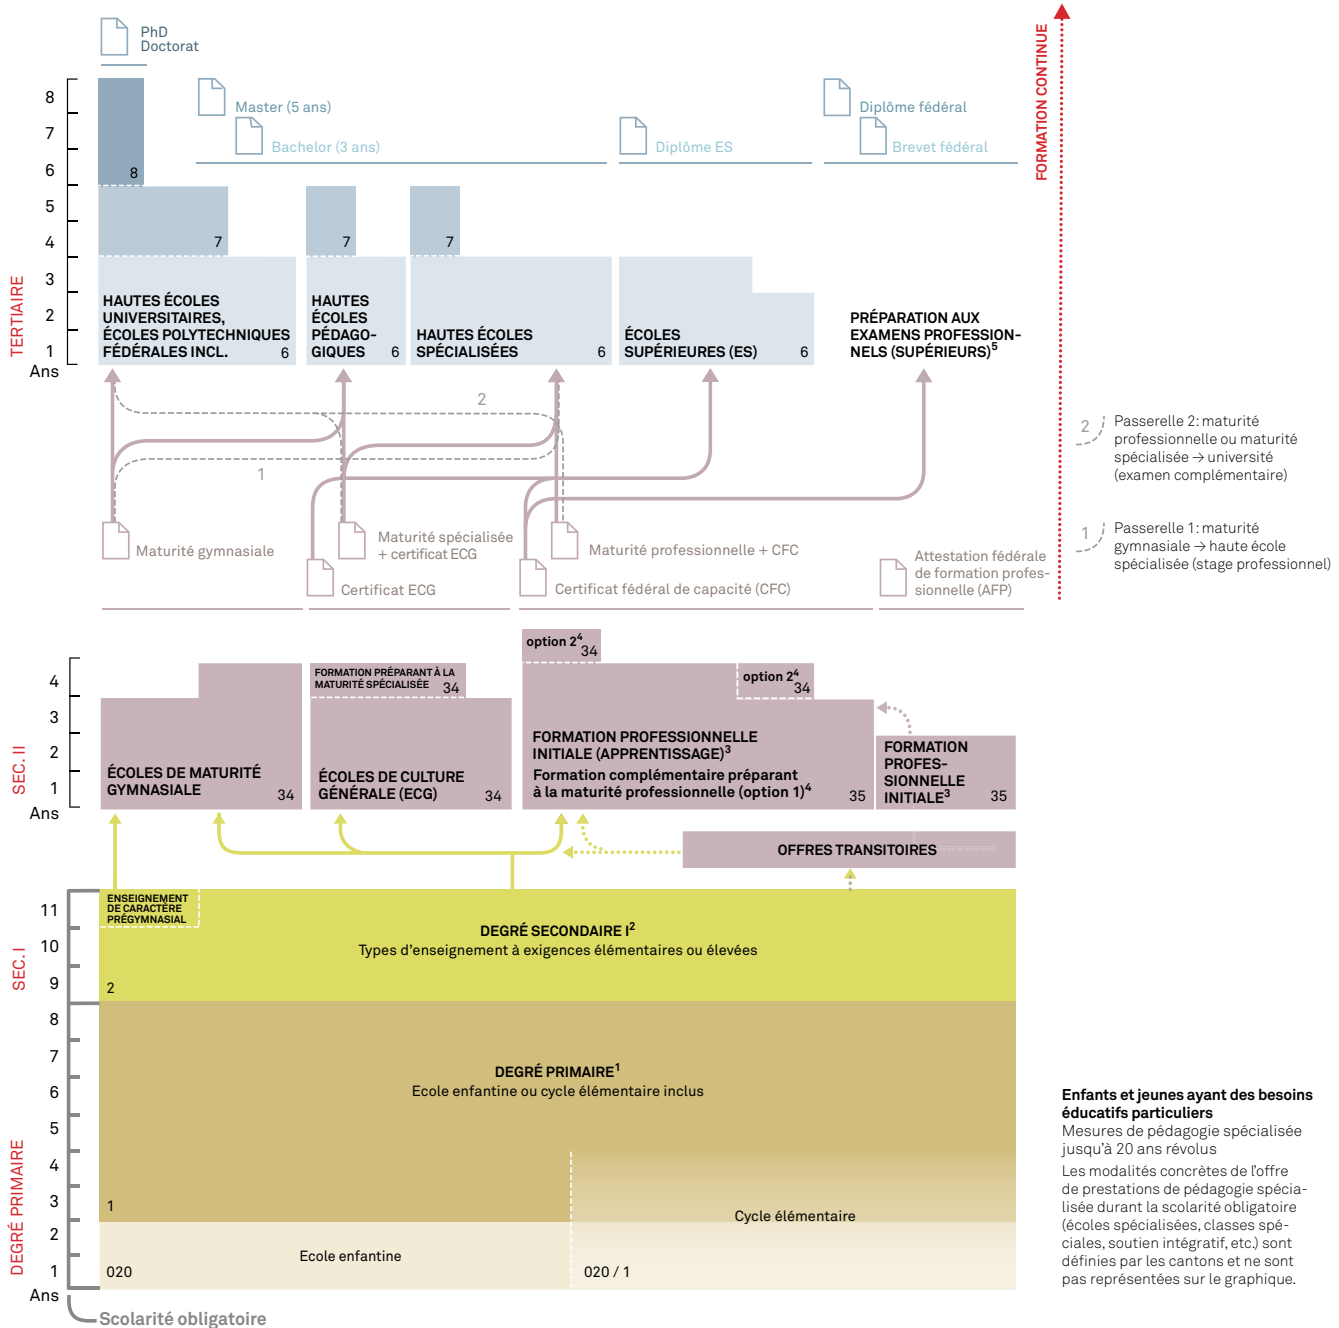 PhD
Doctorat
Master (5 ans)
Bachelor (3 ans)
Diplôme ES
Diplôme fédéral
Brevet fédéral
FORMATION CONTINUE
TERTIAIRE
8
7
6
5
4
3
2
1
Ans
8
7
7
7
HAUTES ÉCOLES
UNIVERSITAIRES,
ÉCOLES POLYTECHNIQUES
FÉDÉRALES INCL.
6
HAUTES
ÉCOLES
PÉDAGO-
GIQUES
6
HAUTES ÉCOLES
SPÉCIALISÉES
6
ÉCOLES
SUPÉRIEURES (ES)
6
PRÉPARATION AUX
EXAMENS PROFESSION-
NELS (SUPÉRIEURS)5
2
1
2
Passerelle 2: maturité
professionnelle ou maturité
spécialisée → université
(examen complémentaire)
1
Passerelle 1: maturité
gymnasiale → haute école
spécialisée (stage professionnel)
Maturité gymnasiale
Maturité spécialisée
+ certificat ECG
Maturité professionnelle + CFC
Certificat ECG
Certificat fédéral de capacité (CFC)
Attestation fédérale
de formation profes-
sionnelle (AFP)
SEC. II
4
3
2
1
Ans
ÉCOLES DE MATURITÉ
GYMNASIALE
34
FORMATION PRÉPARANT À LA
MATURITÉ SPÉCIALISÉE
34
ÉCOLES DE CULTURE
GÉNÉRALE (ECG)
34
option 24
34
option 24
34
FORMATION PROFESSIONNELLE
INITIALE (APPRENTISSAGE)3
Formation complémentaire préparant
à la maturité professionnelle (option 1)4
35
FORMATION
PROFES-
SIONNELLE
INITIALE3
35
OFFRES TRANSITOIRES
SEC. I
11
10
9
ENSEIGNEMENT
DE CARACTÈRE
PRÉGYMNASIAL
DEGRÉ SECONDAIRE I2
Types d'enseignement à exigences élémentaires ou élevées
2
DEGRÉ PRIMAIRE
8
7
6
5
4
3
2
1
Ans
DEGRÉ PRIMAIRE1
Ecole enfantine ou cycle élémentaire inclus
1
Cycle élémentaire
Ecole enfantine
020
020 / 1
Scolarité obligatoire
Enfants et jeunes ayant des besoins
éducatifs particuliers
Mesures de pédagogie spécialisée
jusqu'à 20 ans révolus
Les modalités concrètes de l'offre
de prestations de pédagogie spécia-
lisée durant la scolarité obligatoire
(écoles spécialisées, classes spé-
ciales, soutien intégratif, etc.) sont
définies par les cantons et ne sont
pas représentées sur le graphique.